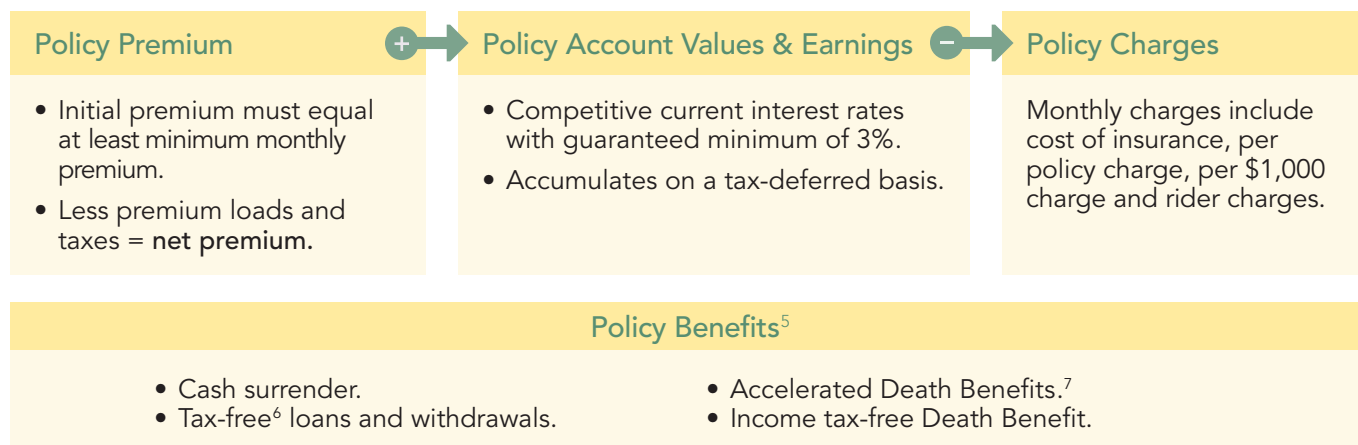 Policy Premium
+
Policy Account Values & Earnings
−
Policy Charges
• Initial premium must equal
at least minimum monthly
premium.
• Less premium loads and
taxes = net premium.
• Competitive current interest rates
with guaranteed minimum of 3%.
• Accumulates on a tax-deferred basis.
Monthly charges include
cost of insurance, per
policy charge, per $1,000
charge and rider charges.
Policy Benefits⁵
• Cash surrender.
• Tax-free⁶ loans and withdrawals.
• Accelerated Death Benefits.⁷
• Income tax-free Death Benefit.